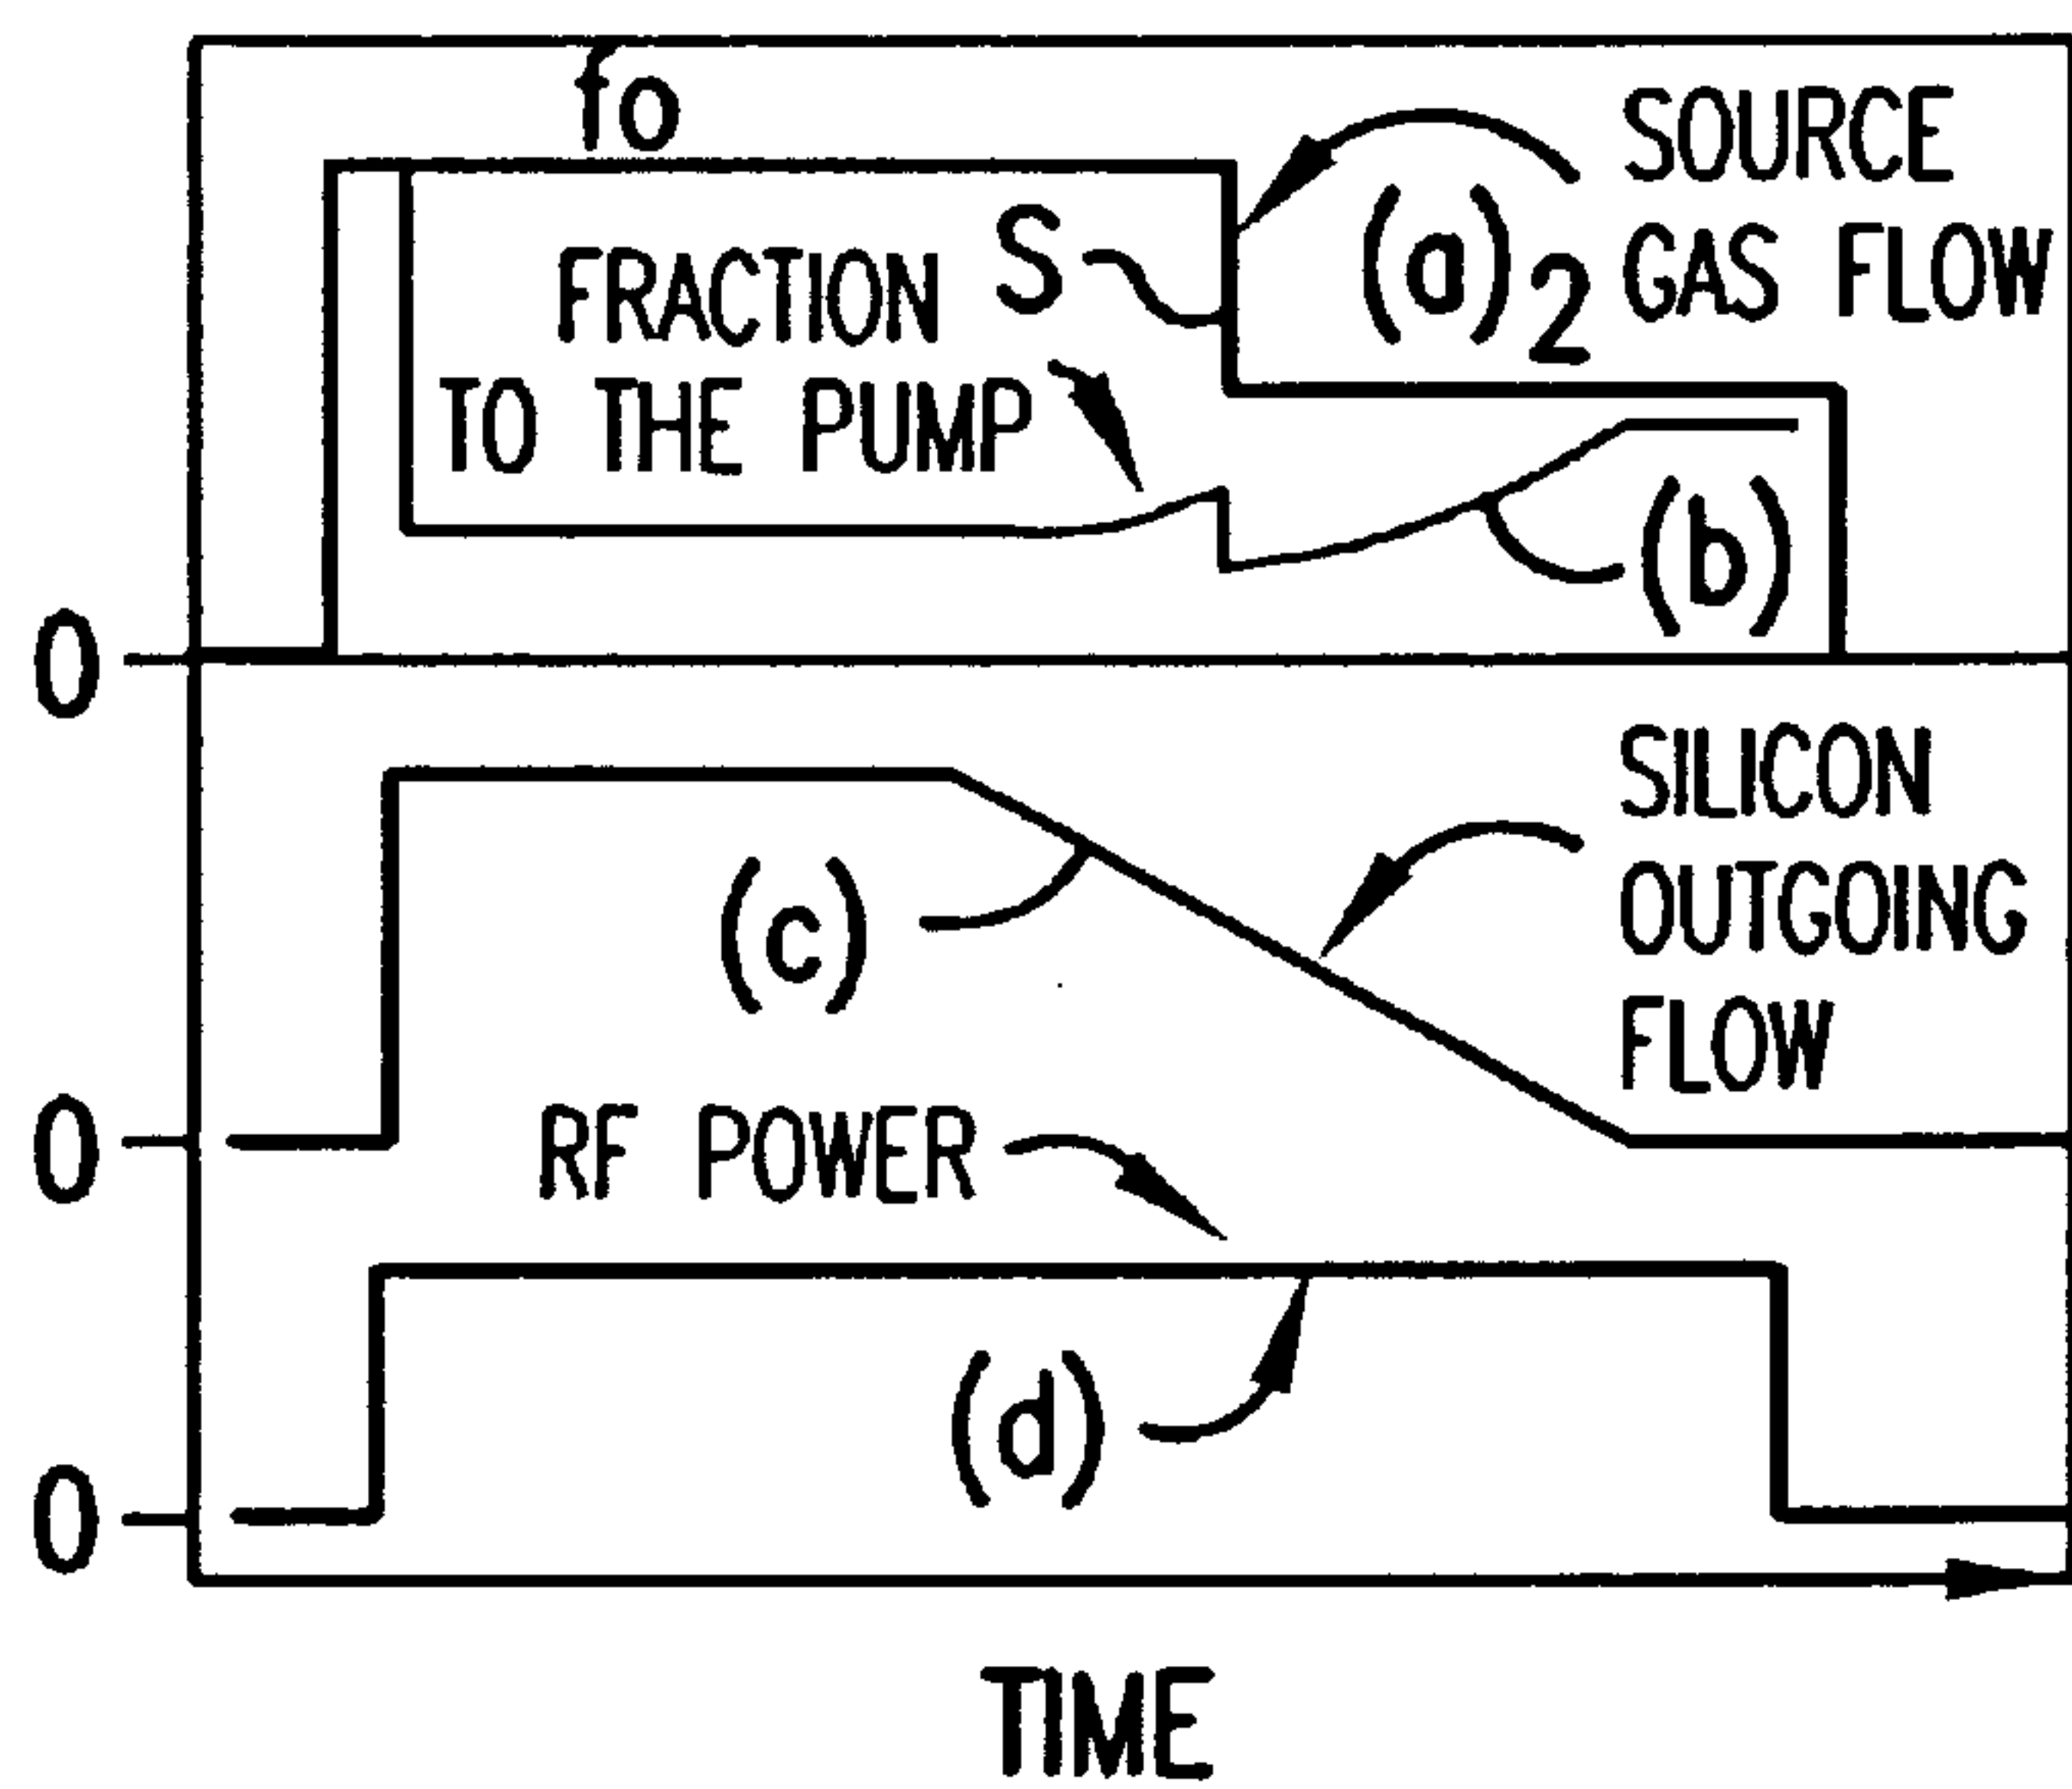 fo
SOURCE
GAS FLOW
(a)2
S
FRACTION
TO THE PUMP
(b)
0
SILICON
OUTGOING
FLOW
(c)
0
RF POWER
(d)
0
TIME